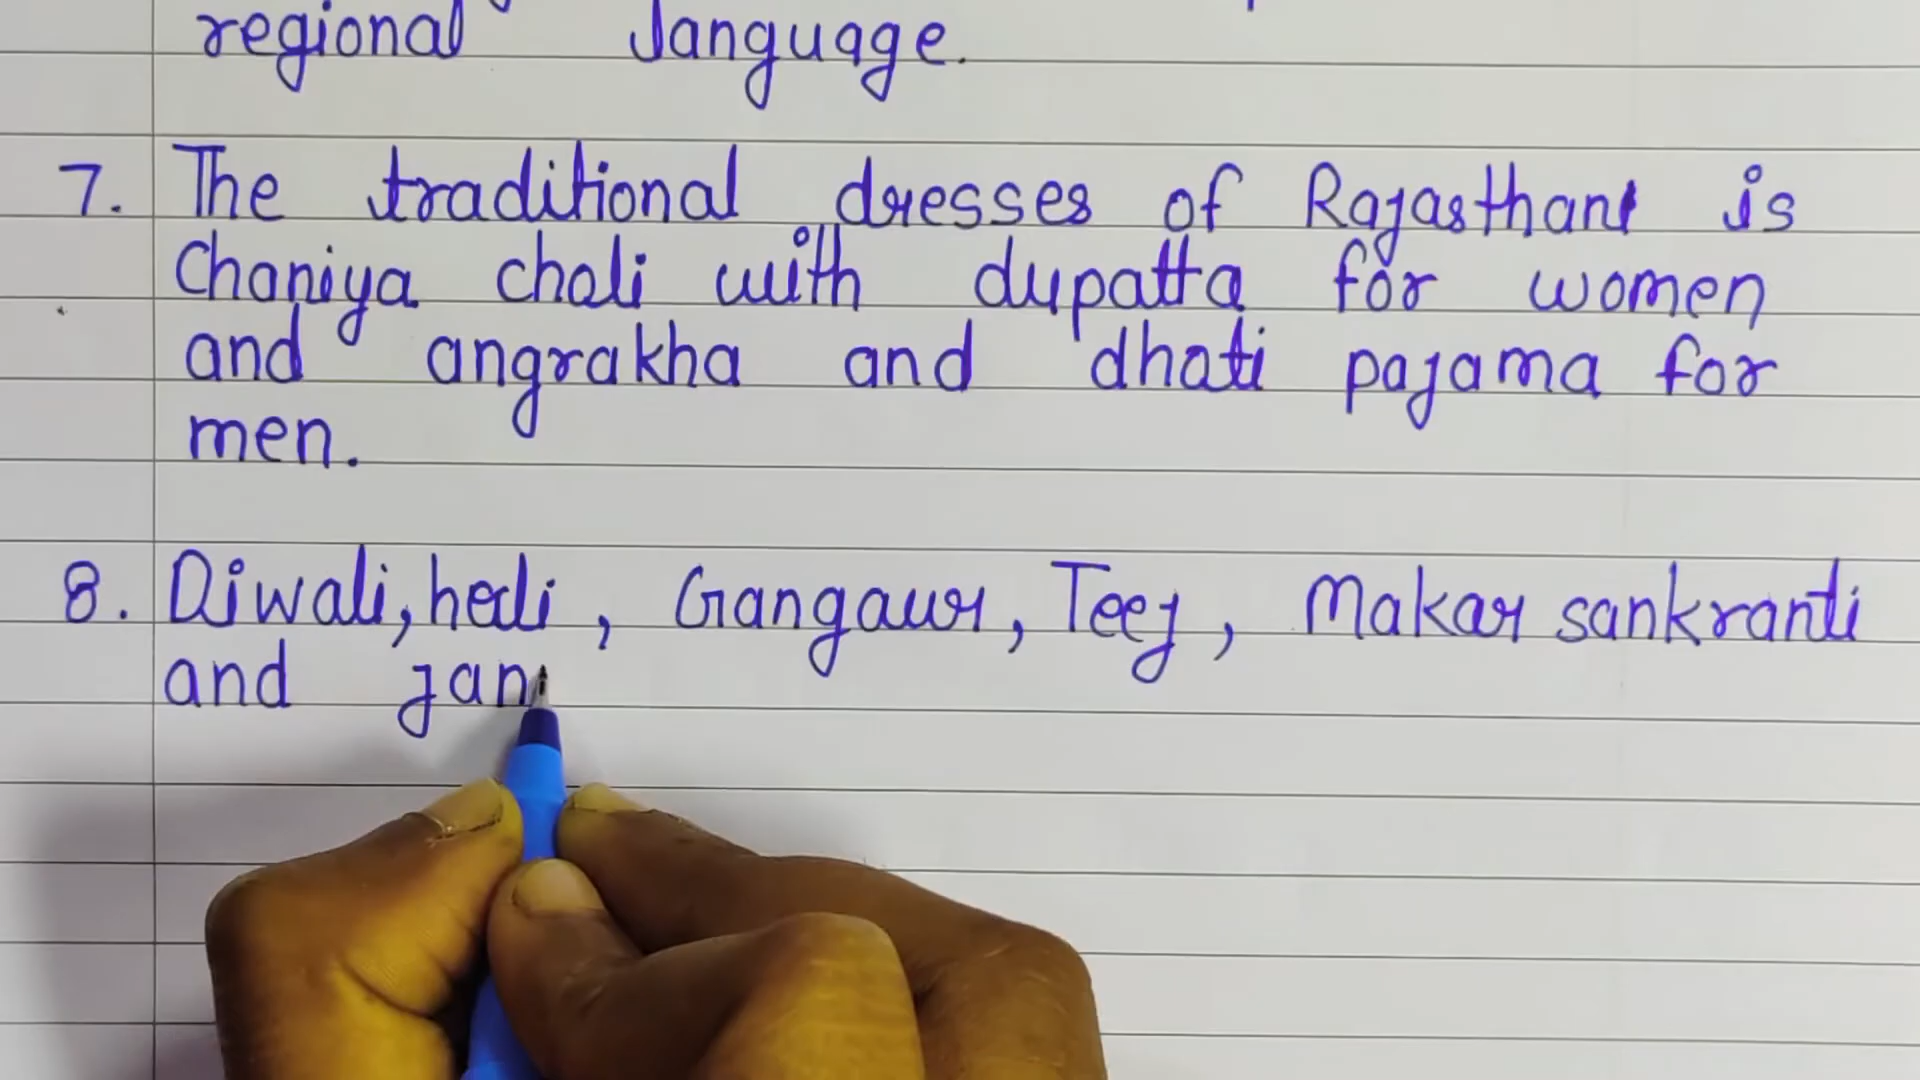 regional language.
7. The traditional dresses of Rajasthan is
Chaniya choli with dupatta for women
and angrakha and dhoti pajama for
men.
8. Diwali, holi, Gangaur, Teej, Makar sankranti
and jan